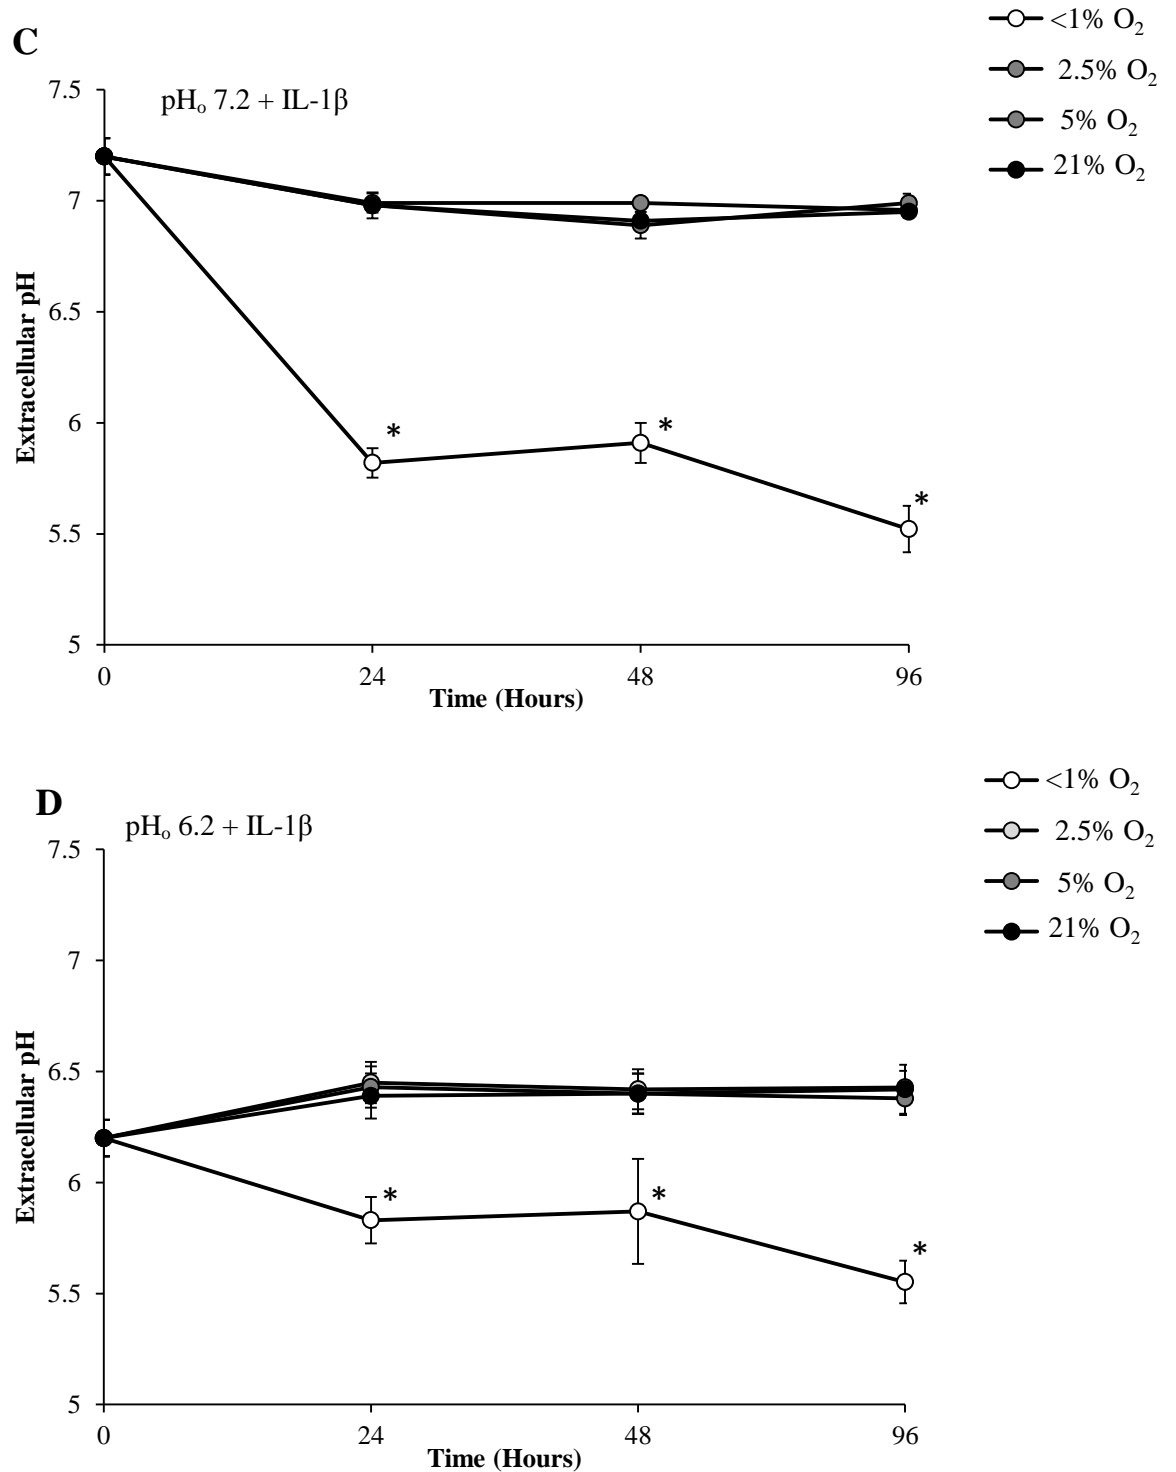 C
<1% O₂
2.5% O₂
5% O₂
21% O₂
pHₒ 7.2 + IL-1β
7.5
7
6.5
6
5.5
5
Extracellular pH
*
*
*
0 24 48 96
Time (Hours)
D
<1% O₂
2.5% O₂
5% O₂
21% O₂
pHₒ 6.2 + IL-1β
7.5
7
6.5
6
5.5
5
Extracellular pH
*
*
*
0 24 48 96
Time (Hours)